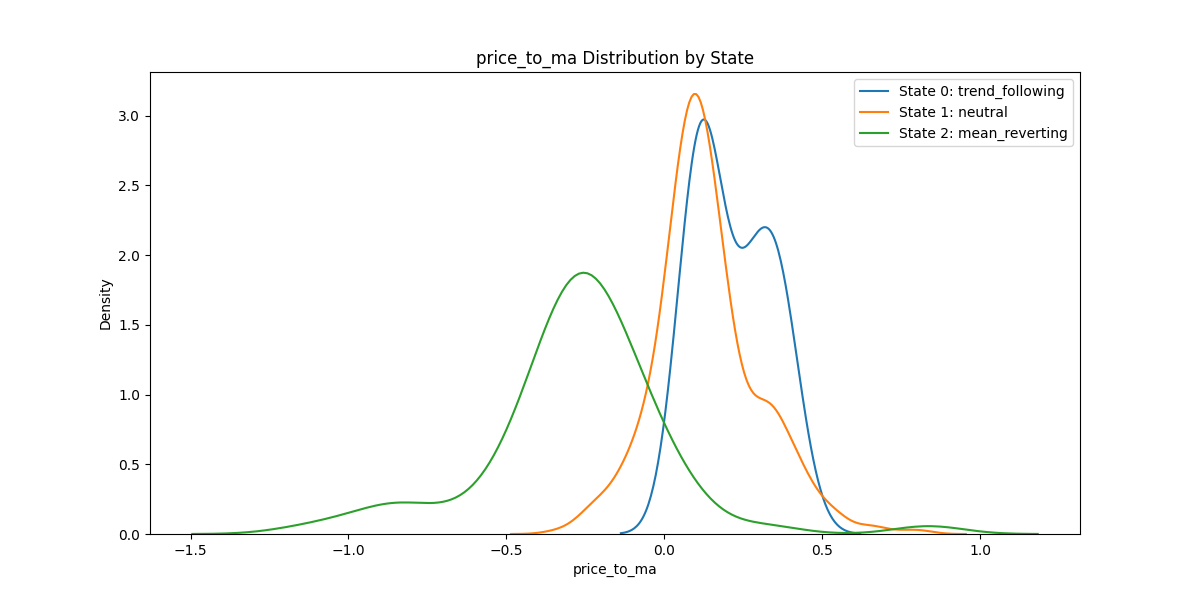 price_to_ma Distribution by State
State 0: trend_following
State 1: neutral
State 2: mean_reverting
Density
3.0
2.5
2.0
1.5
1.0
0.5
0.0
−1.5
−1.0
−0.5
0.0
0.5
1.0
price_to_ma